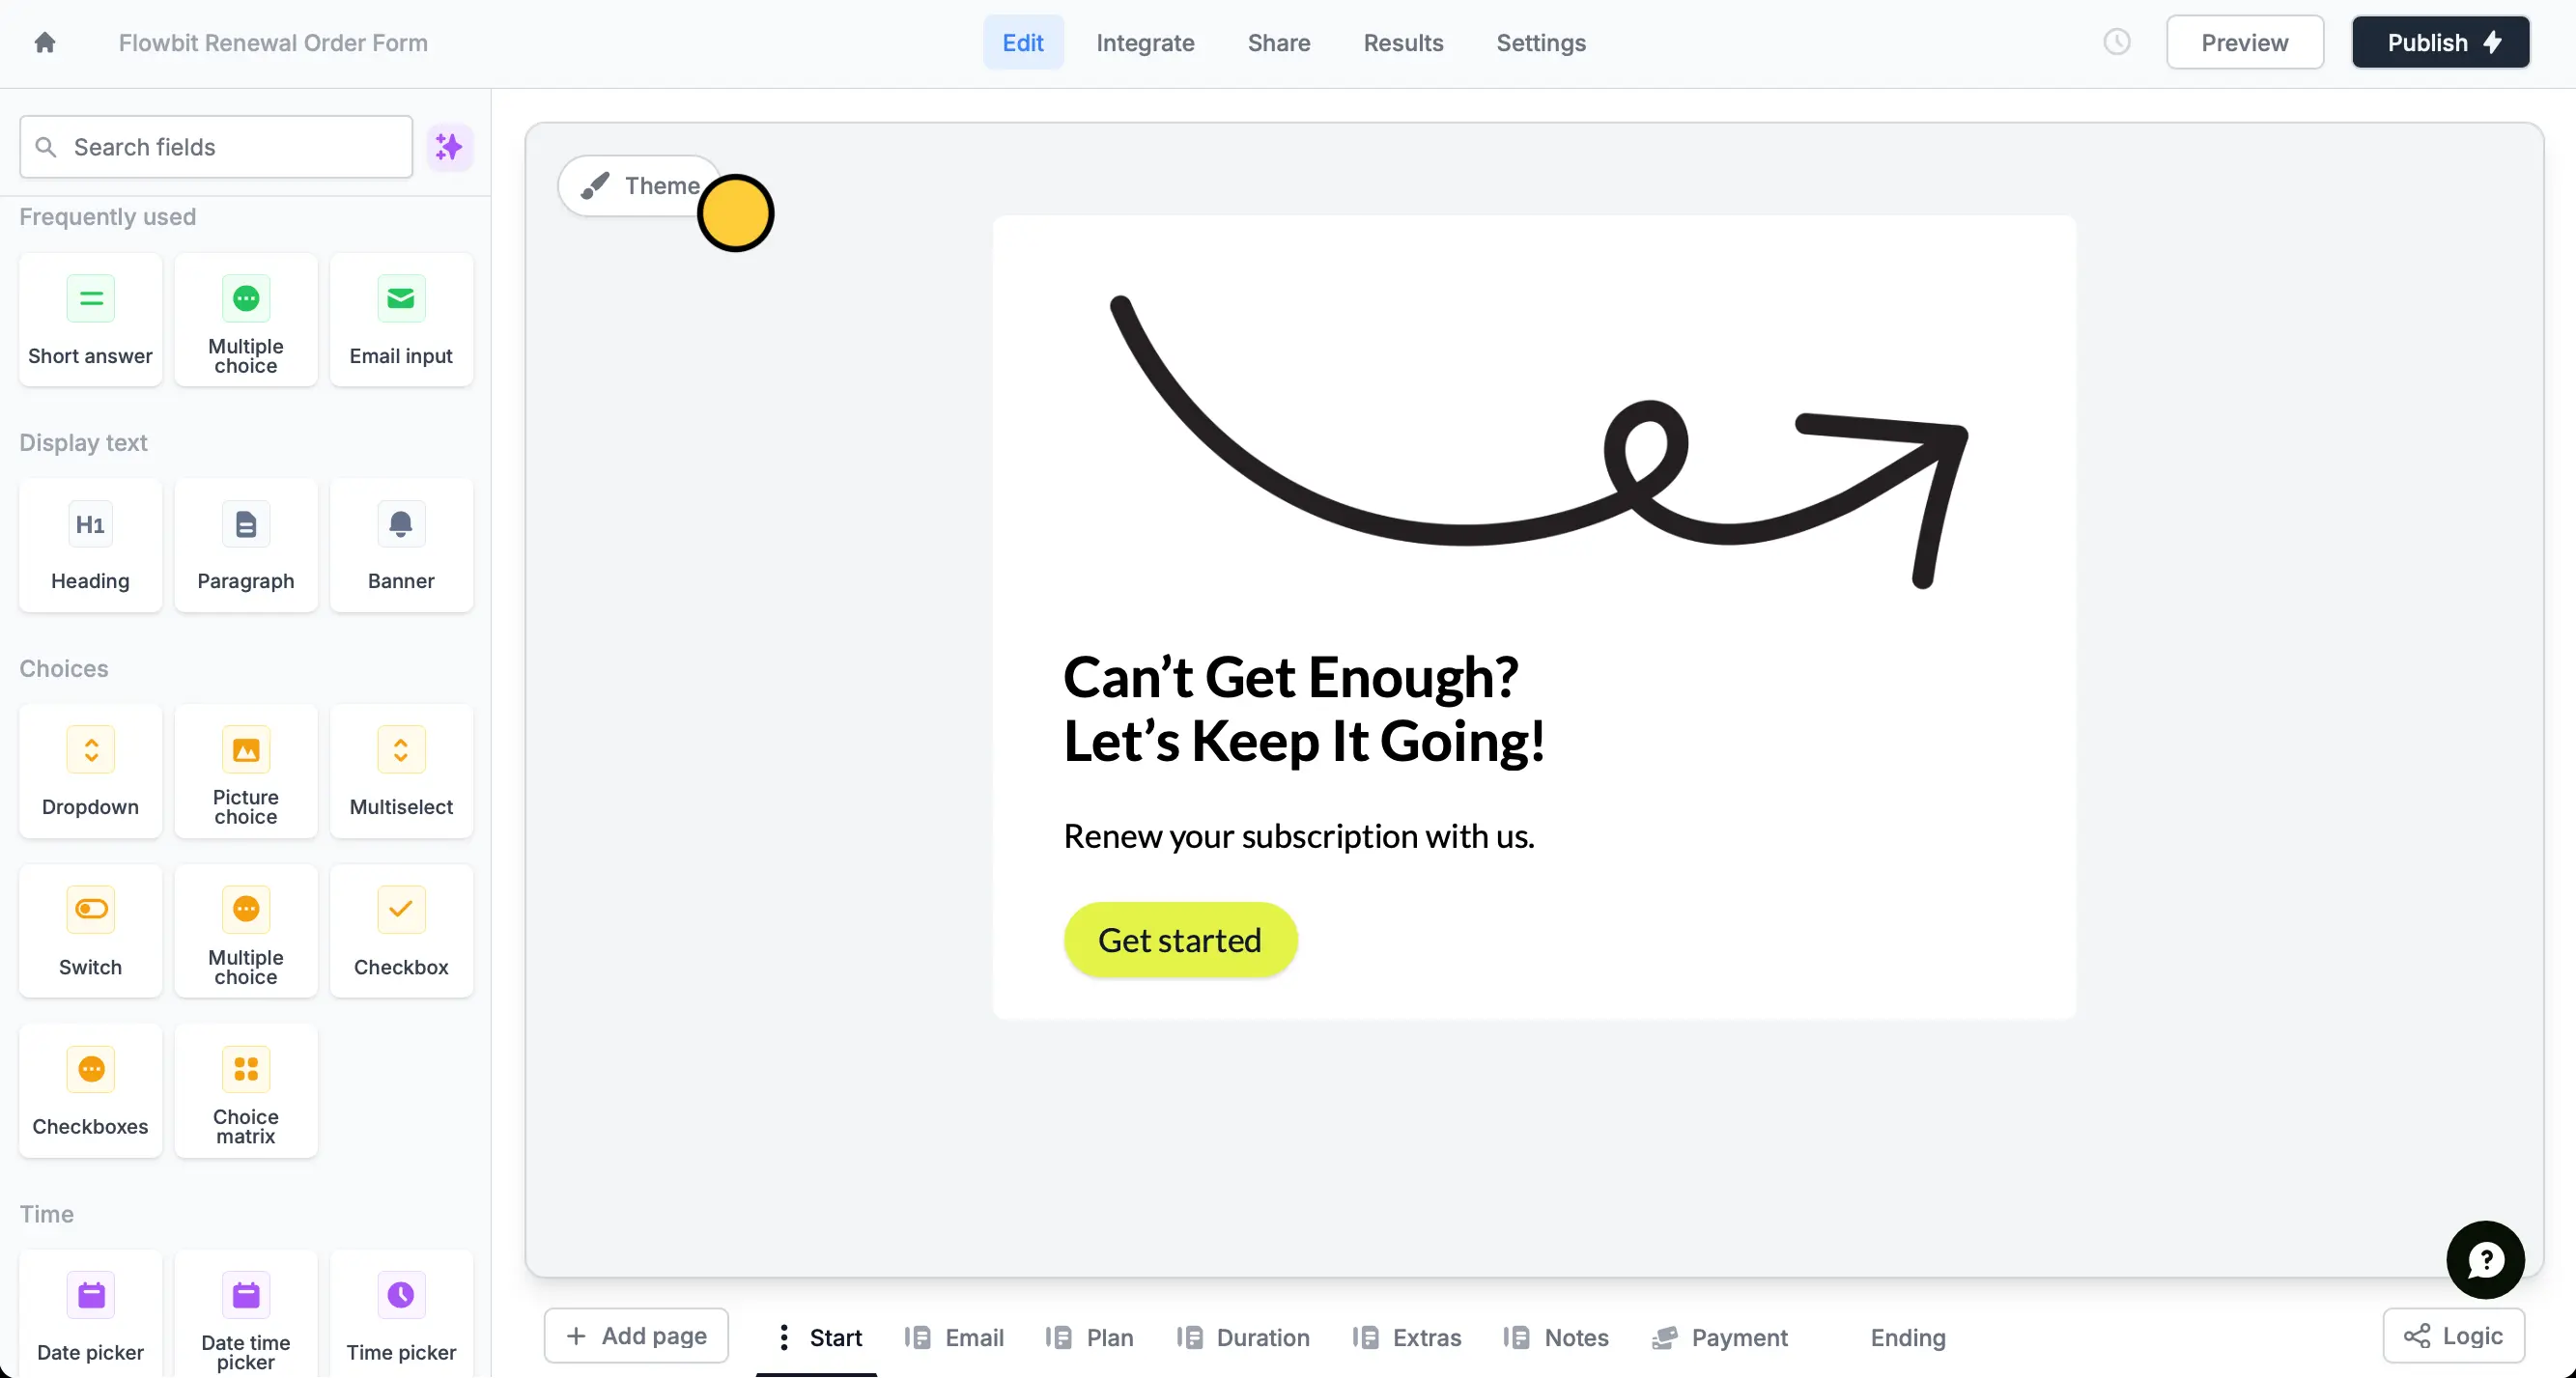 Flowbit Renewal Order Form
Edit
Integrate
Share
Results
Settings
Preview
Publish
Search fields
Theme
Frequently used
Short answer
Multiple
choice
Email input
Display text
H1
Heading
Paragraph
Banner
Choices
Dropdown
Picture
choice
Multiselect
Switch
Multiple
choice
Checkbox
Checkboxes
Choice
matrix
Time
Date picker
Date time
picker
Time picker
Can’t Get Enough?
Let’s Keep It Going!
Renew your subscription with us.
Get started
Add page
Start
Email
Plan
Duration
Extras
Notes
Payment
Ending
Logic